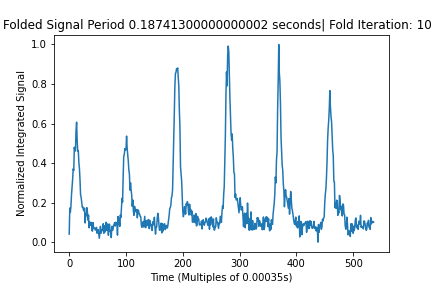 Folded Signal Period 0.18741300000000002 seconds| Fold Iteration: 10
1.0
0.8
0.6
0.4
0.2
0.0
Normalized Integrated Signal
0 100 200 300 400 500
Time (Multiples of 0.00035s)